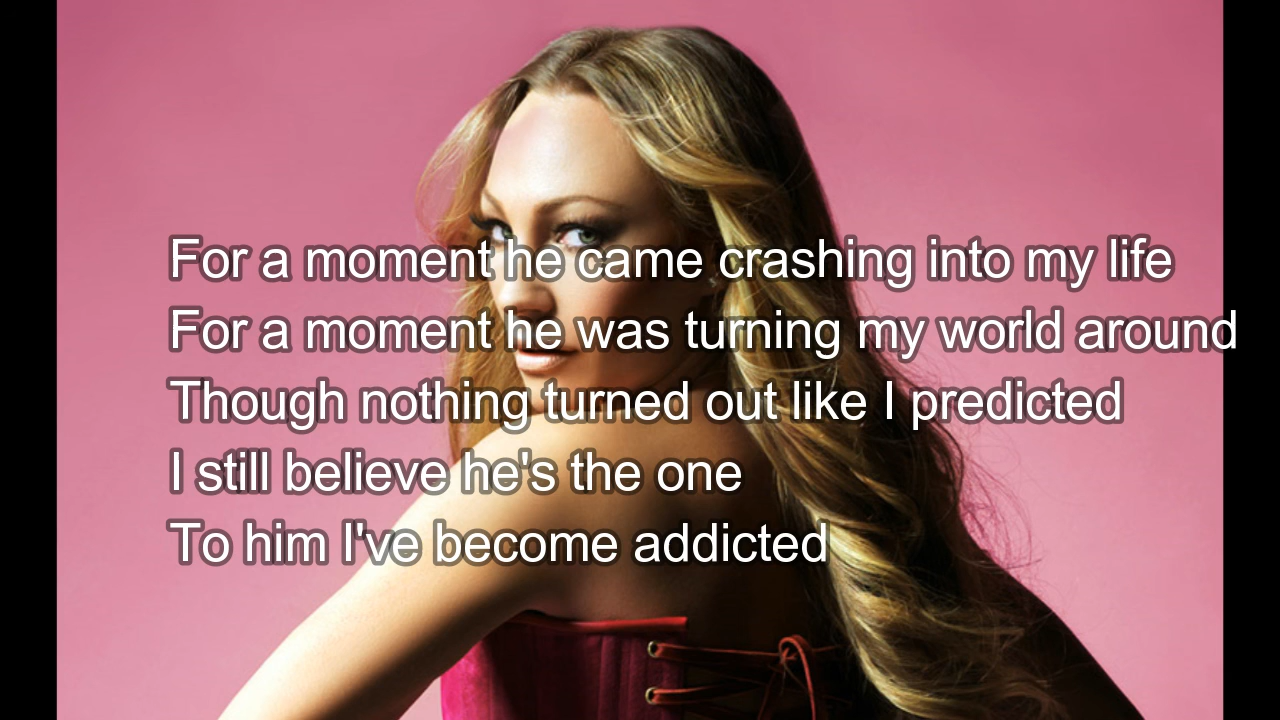 For a moment he came crashing into my life
For a moment he was turning my world around
Though nothing turned out like I predicted
I still believe he's the one
To him I've become addicted